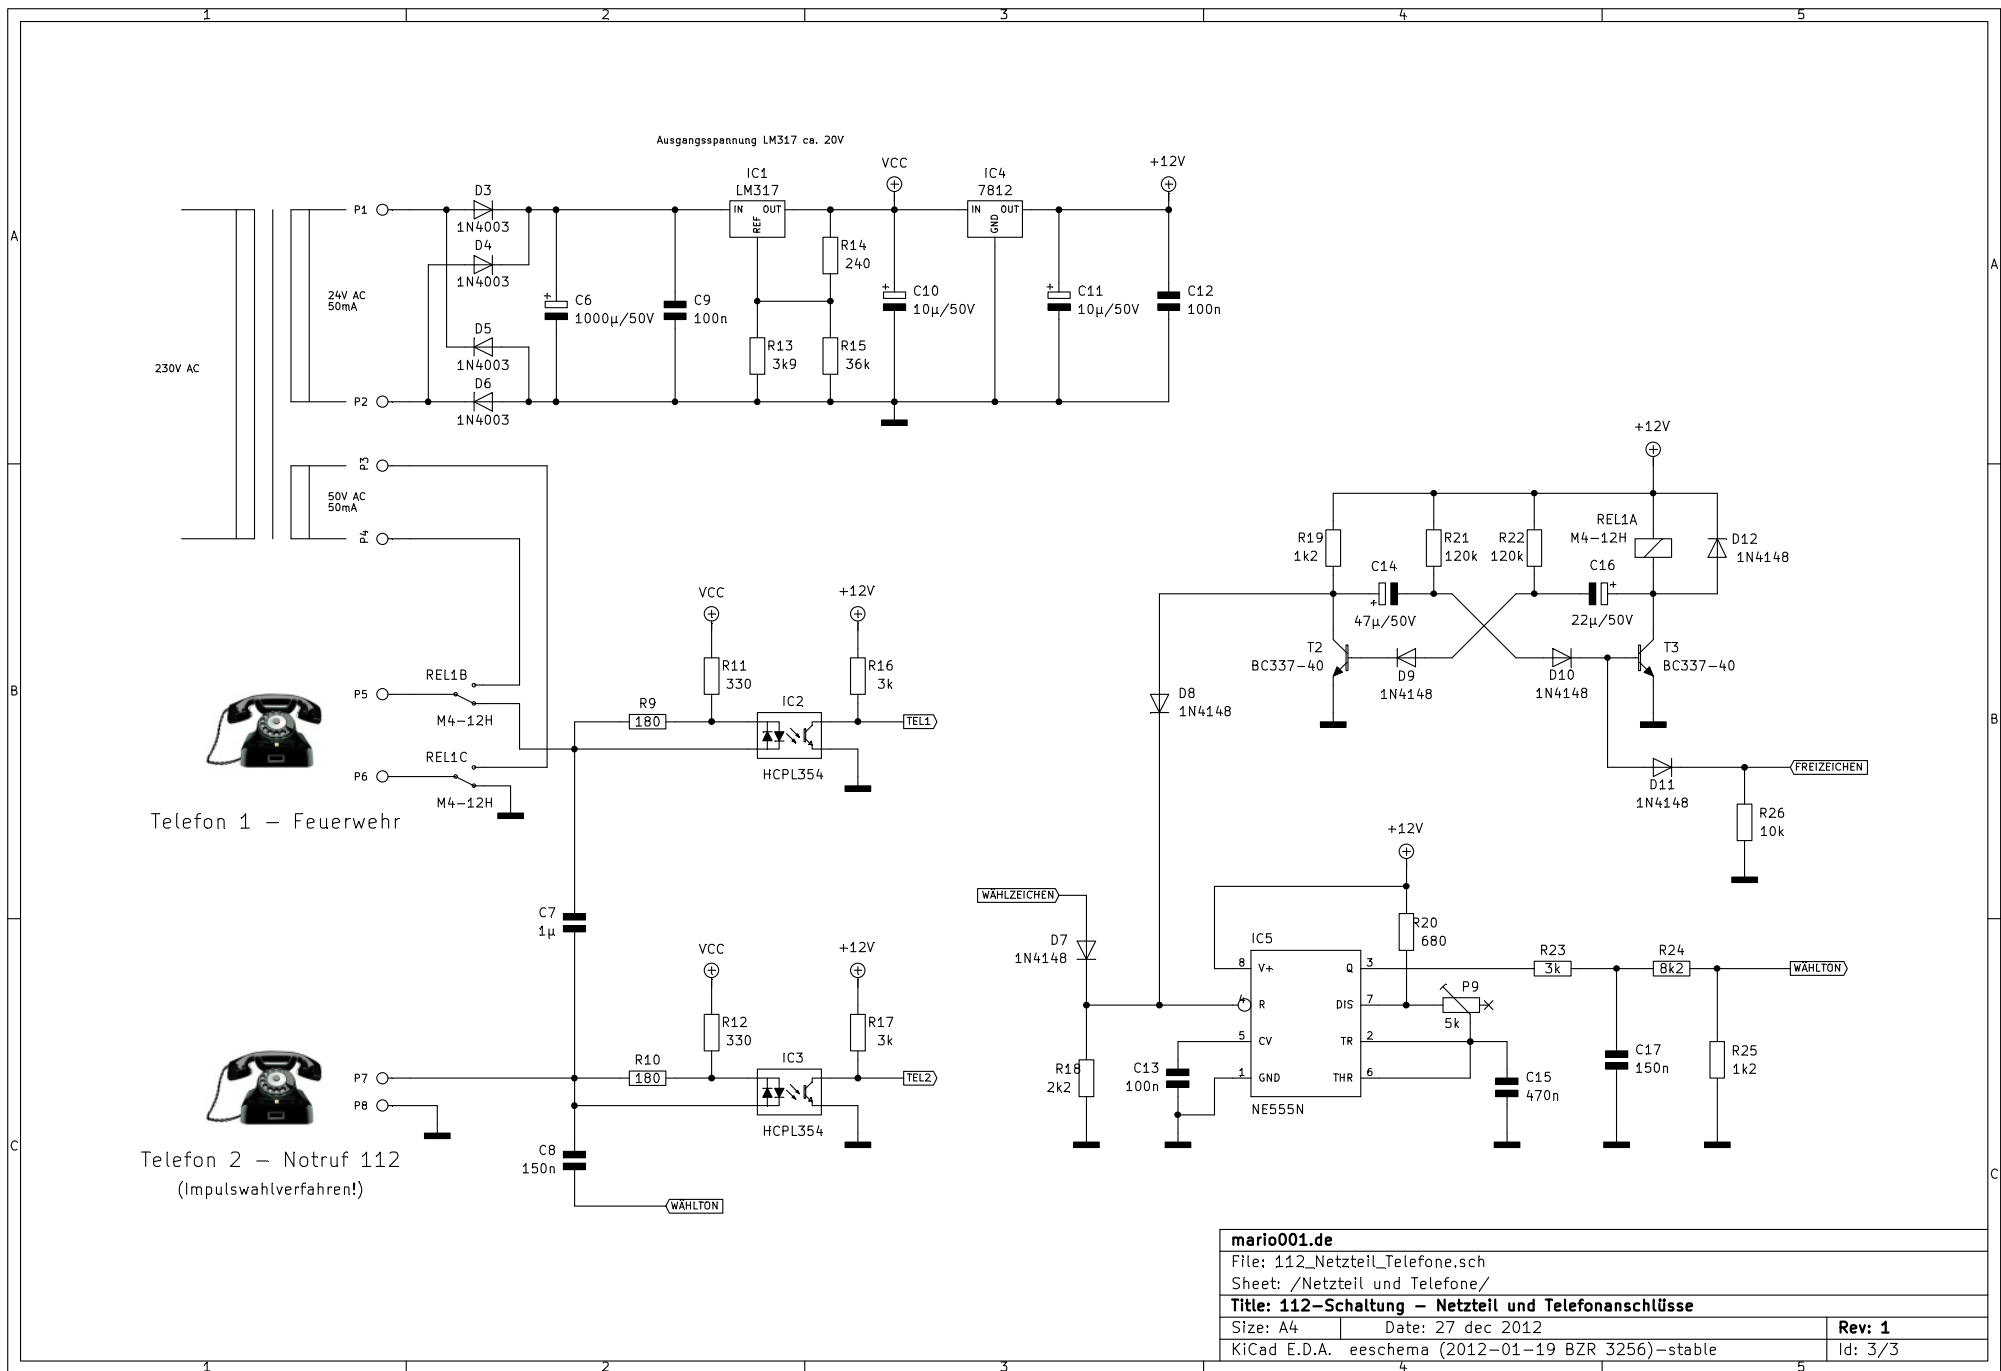 1 2 3 4 5
Ausgangsspannung LM317 ca. 20V
A
A
230V AC
24V AC
50mA
P1
P2
D3
1N4003
D4
1N4003
D5
1N4003
D6
1N4003
C6
1000µ/50V
C9
100n
IC1
LM317
IN OUT
REF
R14
240
R13
3k9
R15
36k
VCC
C10
10µ/50V
IC4
7812
IN OUT
GND
C11
10µ/50V
+12V
C12
100n
P3
50V AC
50mA
P4
B
B
P5
REL1B
M4-12H
P6
REL1C
M4-12H
Telefon 1 – Feuerwehr
VCC
R11
330
R9
180
+12V
R16
3k
IC2
HCPL354
TEL1
C7
1µ
VCC
R12
330
R10
180
+12V
R17
3k
IC3
HCPL354
TEL2
P7
P8
C8
150n
WÄHLTON
Telefon 2 – Notruf 112
(Impulswahlverfahren!)
+12V
R19
1k2
R21
120k
R22
120k
REL1A
M4-12H
D12
1N4148
C14
47µ/50V
C16
22µ/50V
T2
BC337-40
D9
1N4148
D10
1N4148
T3
BC337-40
D8
1N4148
D11
1N4148
FREIZEICHEN
R26
10k
WÄHLZEICHEN
D7
1N4148
R18
2k2
+12V
R20
680
IC5
NE555N
8 V+
4 R
5 CV
1 GND
Q 3
DIS 7
TR 2
THR 6
C13
100n
P9
5k
C15
470n
R23
3k
R24
8k2
WÄHLTON
C17
150n
R25
1k2
C
C
mario001.de
File: 112_Netzteil_Telefone.sch
Sheet: /Netzteil und Telefone/
Title: 112-Schaltung – Netzteil und Telefonanschlüsse
Size: A4 Date: 27 dec 2012 Rev: 1
KiCad E.D.A. eeschema (2012-01-19 BZR 3256)-stable Id: 3/3
1 2 3 4 5